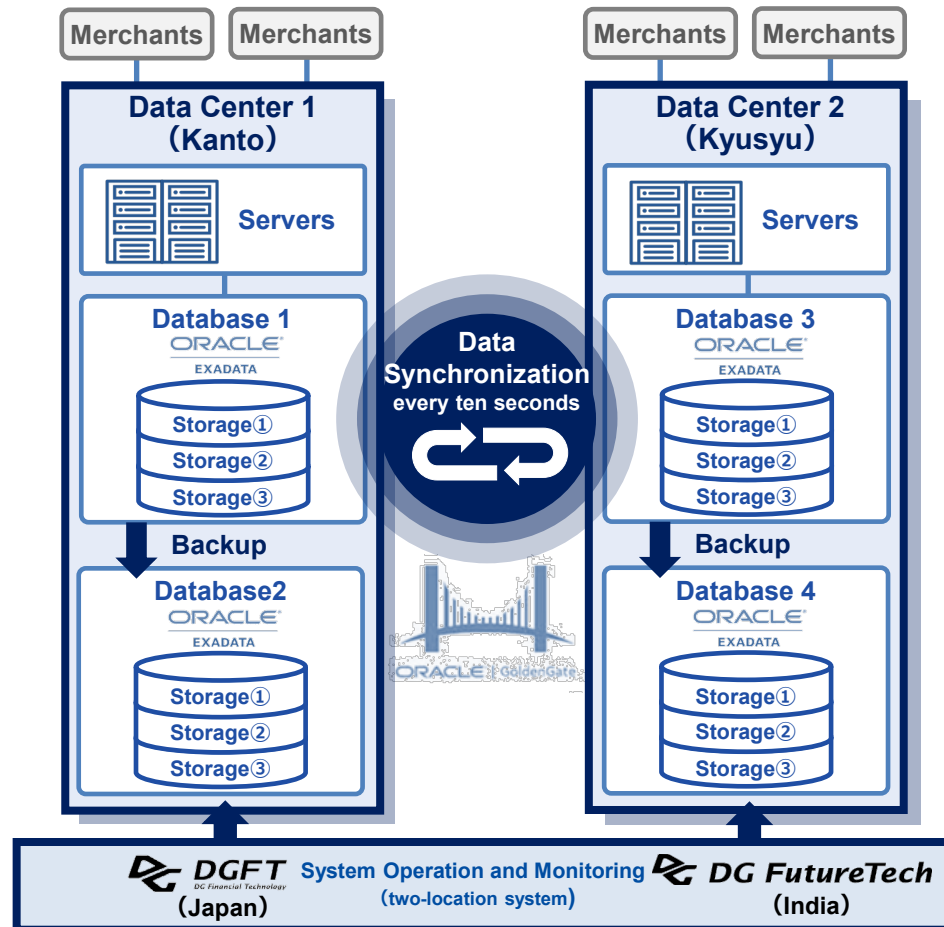 Merchants
Merchants
Merchants
Merchants
Data Center 1
（Kanto）
Servers
Database 1
ORACLE®
EXADATA
Storage①
Storage②
Storage③
Backup
Database2
ORACLE®
EXADATA
Storage①
Storage②
Storage③
Data
Synchronization
every ten seconds
ORACLE GoldenGate
Data Center 2
（Kyusyu）
Servers
Database 3
ORACLE®
EXADATA
Storage①
Storage②
Storage③
Backup
Database 4
ORACLE®
EXADATA
Storage①
Storage②
Storage③
DGFT
DG Financial Technology
（Japan）
System Operation and Monitoring
（two-location system）
DG FutureTech
（India）